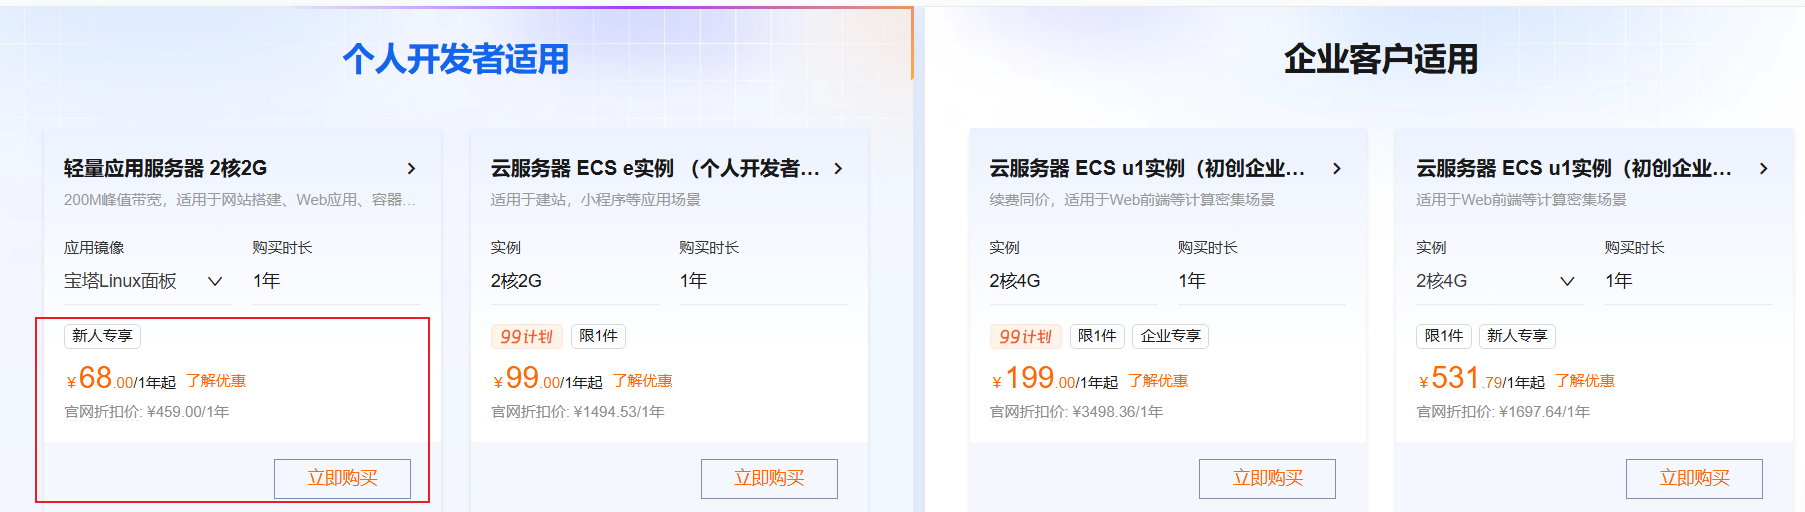 个人开发者适用
轻量应用服务器 2核2G
200M峰值带宽，适用于网站搭建、Web应用、容器...
应用镜像 购买时长
宝塔Linux面板 1年
新人专享
¥68.00/1年起 了解优惠
官网折扣价: ¥459.00/1年
立即购买
云服务器 ECS e实例 （个人开发者...
适用于建站，小程序等应用场景
实例 购买时长
2核2G 1年
99计划 限1件
¥99.00/1年起 了解优惠
官网折扣价: ¥1494.53/1年
立即购买
企业客户适用
云服务器 ECS u1实例（初创企业...
续费同价，适用于Web前端等计算密集场景
实例 购买时长
2核4G 1年
99计划 限1件 企业专享
¥199.00/1年起 了解优惠
官网折扣价: ¥3498.36/1年
立即购买
云服务器 ECS u1实例（初创企业...
适用于Web前端等计算密集场景
实例 购买时长
2核4G 1年
限1件 新人专享
¥531.79/1年起 了解优惠
官网折扣价: ¥1697.64/1年
立即购买